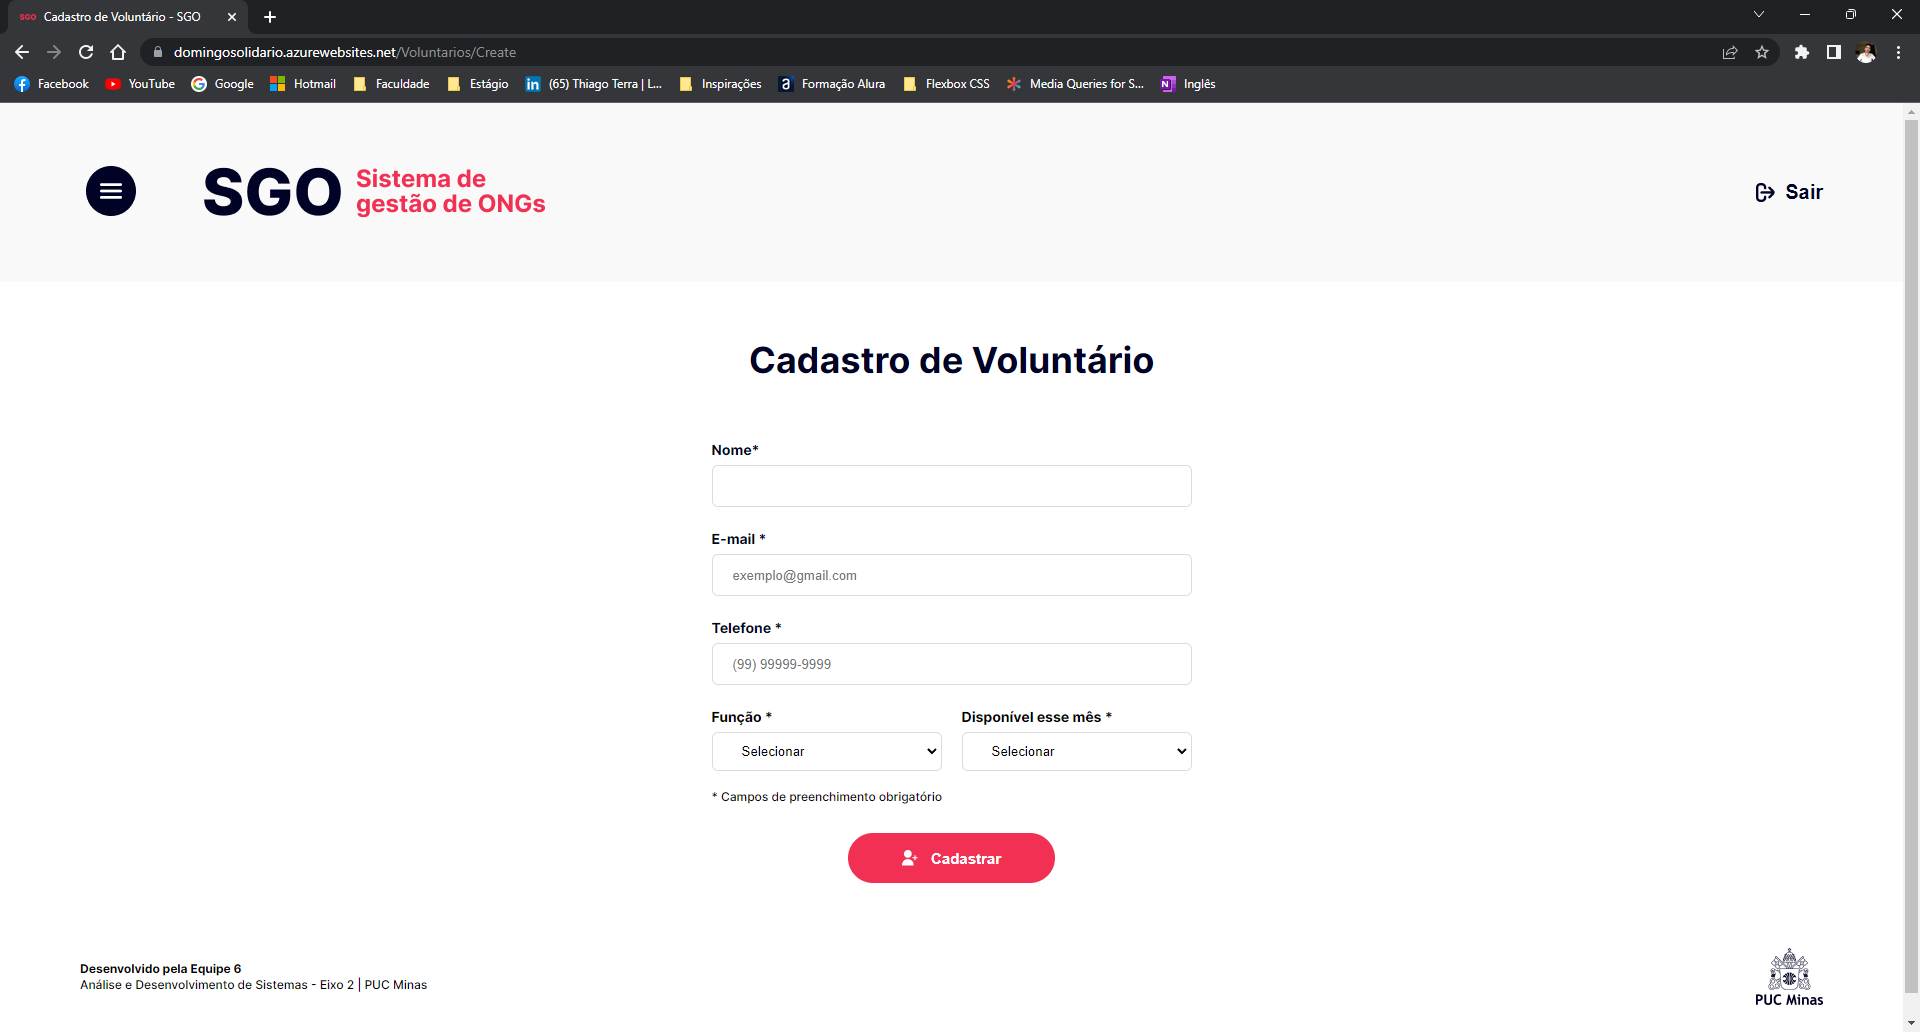 SGO Cadastro de Voluntário - SGO
domingosolidario.azurewebsites.net/Voluntarios/Create
Facebook YouTube Google Hotmail Faculdade Estágio in (65) Thiago Terra | L... Inspirações a Formação Alura Flexbox CSS Media Queries for S... N Inglês
SGO Sistema de
gestão de ONGs
Sair
Cadastro de Voluntário
Nome*
E-mail *
exemplo@gmail.com
Telefone *
(99) 99999-9999
Função * Disponível esse mês *
Selecionar Selecionar
* Campos de preenchimento obrigatório
Cadastrar
Desenvolvido pela Equipe 6
Análise e Desenvolvimento de Sistemas - Eixo 2 | PUC Minas
PUC Minas